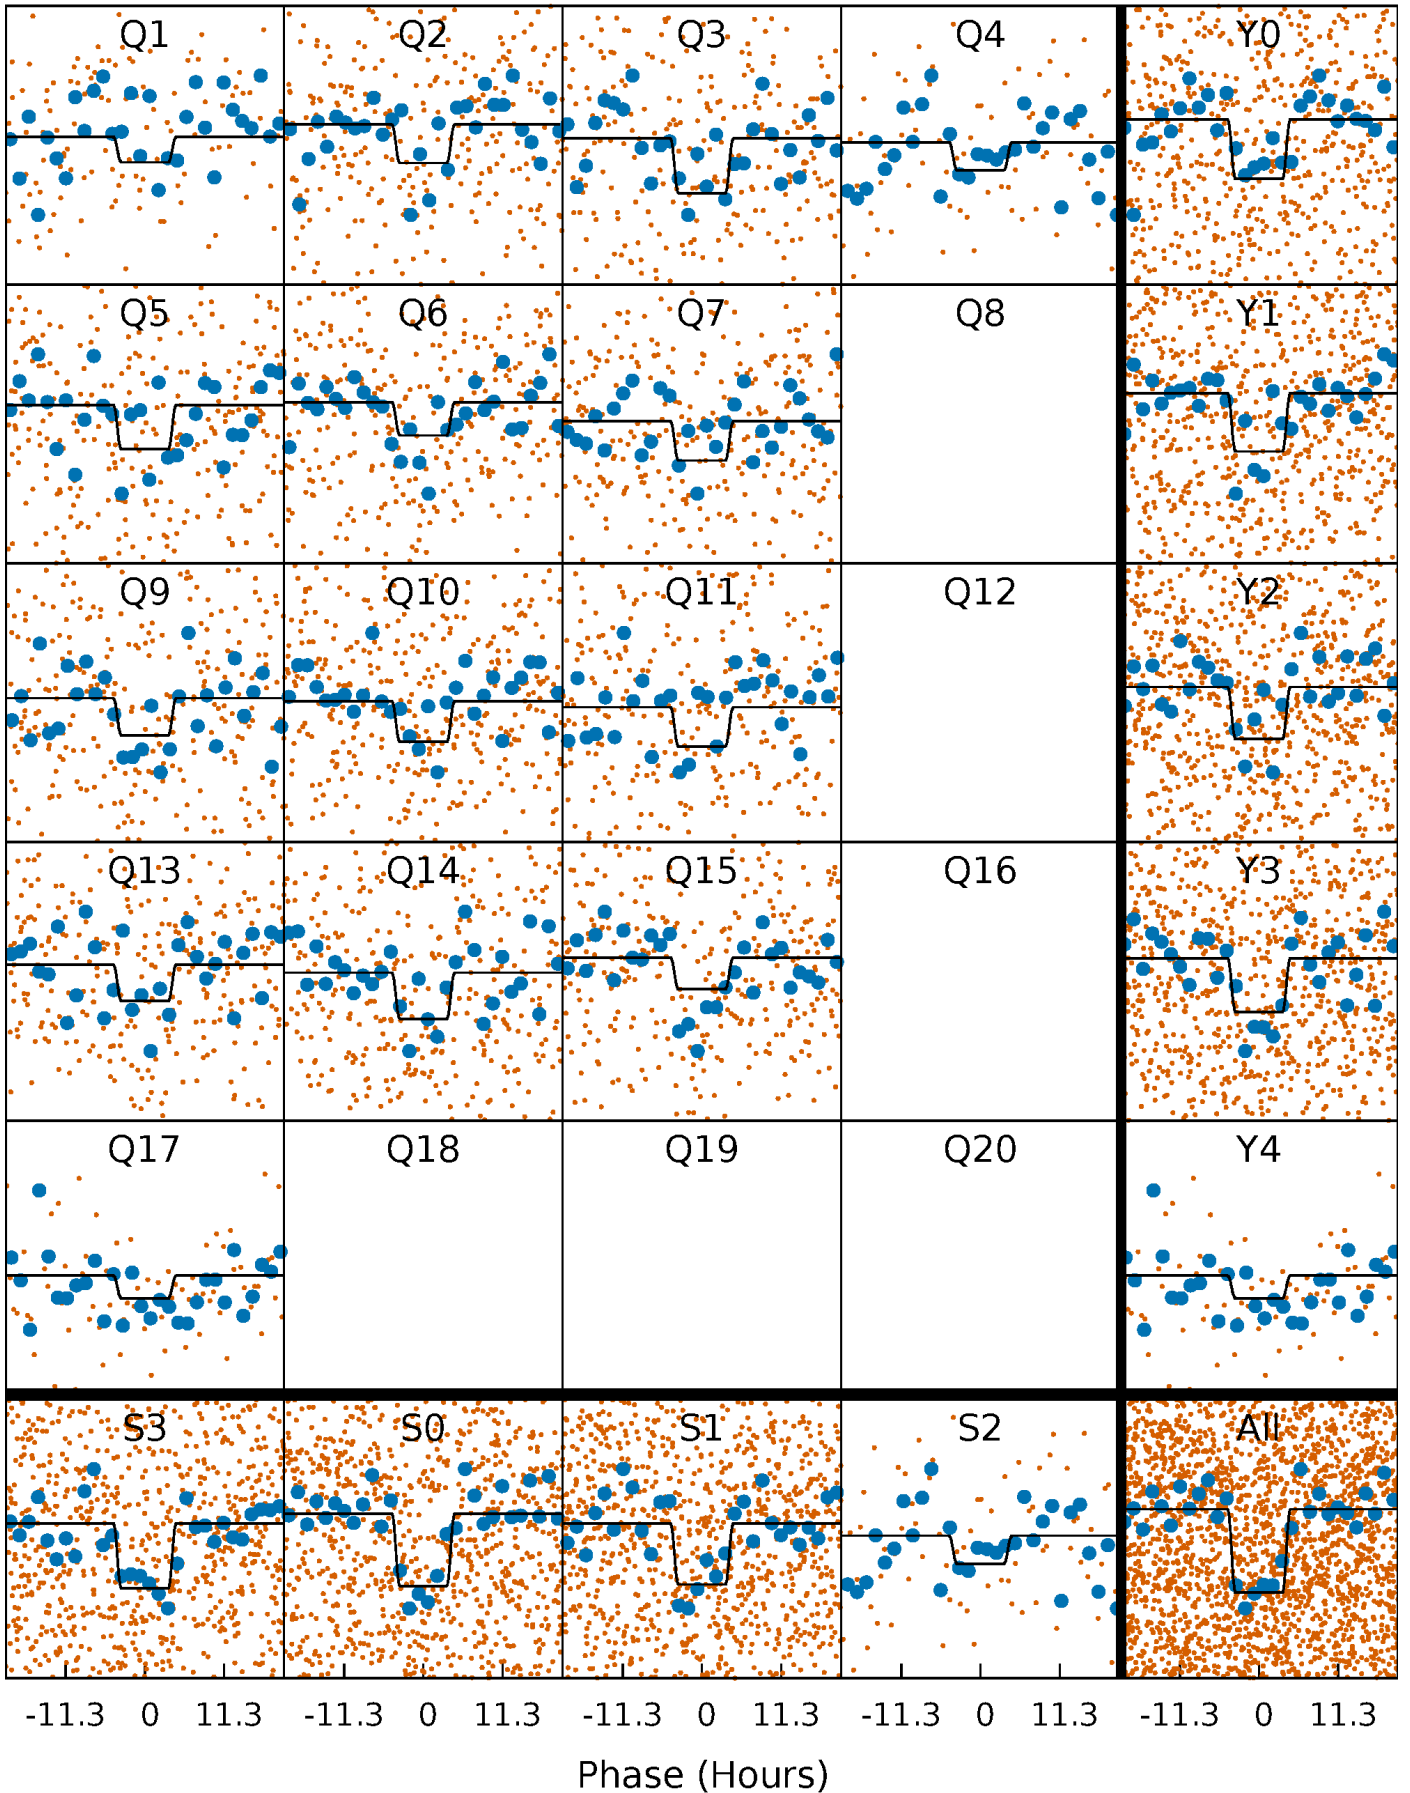 Q1 Q2 Q3 Q4 Y0
Q5 Q6 Q7 Q8 Y1
Q9 Q10 Q11 Q12 Y2
Q13 Q14 Q15 Q16 Y3
Q17 Q18 Q19 Q20 Y4
S3 S0 S1 S2 All
-11.3 0 11.3 -11.3 0 11.3 -11.3 0 11.3 -11.3 0 11.3 -11.3 0 11.3
Phase (Hours)